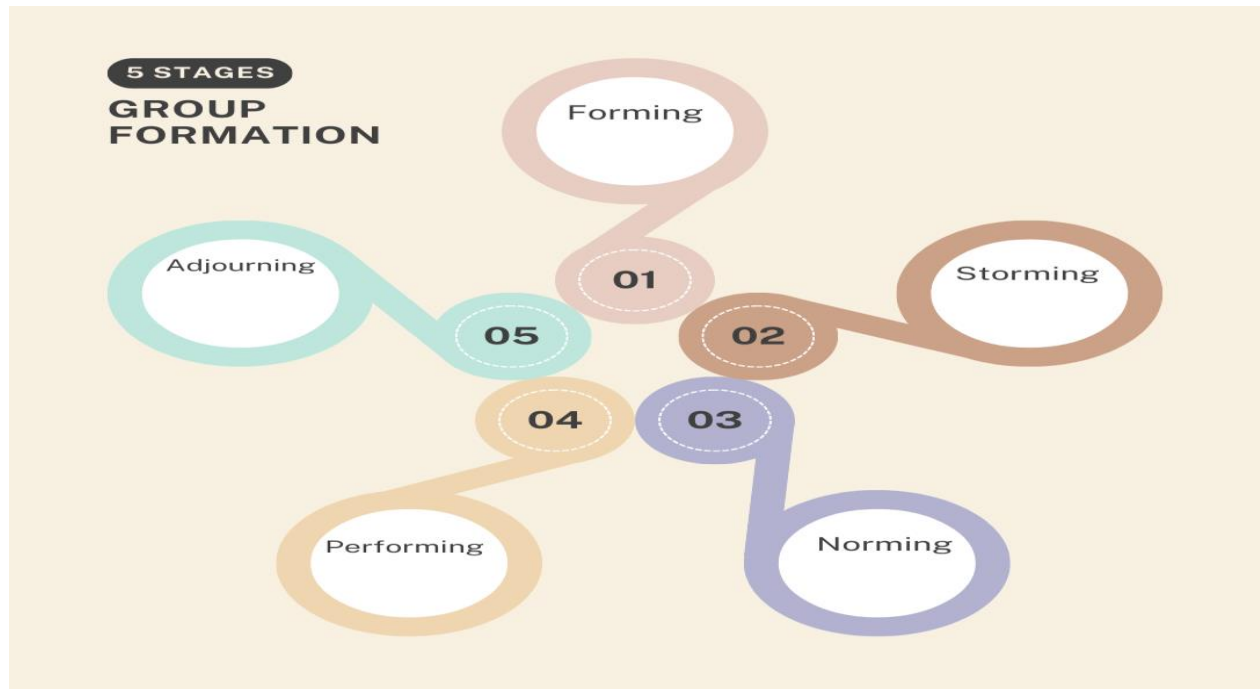 5 STAGES
GROUP
FORMATION
Forming
01
Storming
02
Norming
03
Performing
04
Adjourning
05